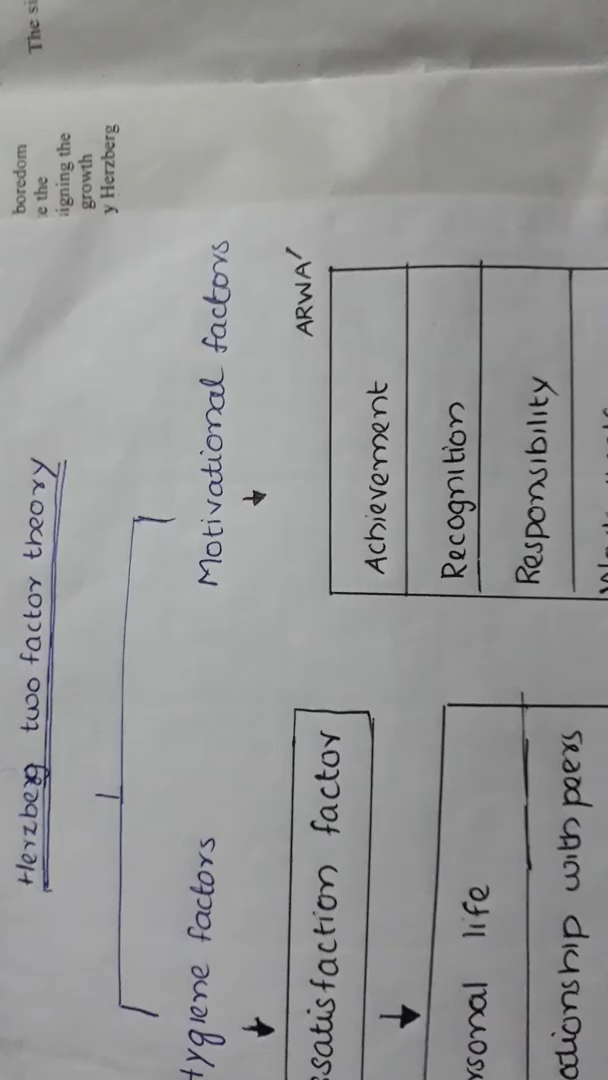 The si
boredom
e the
igning the
growth
y Herzberg
Herzberg two factor theory
Hygiene factors
Motivational factors
ssatisfaction factor
ARWA'
Achievement
Recognition
Responsibility
rsonal life
ationship with peers